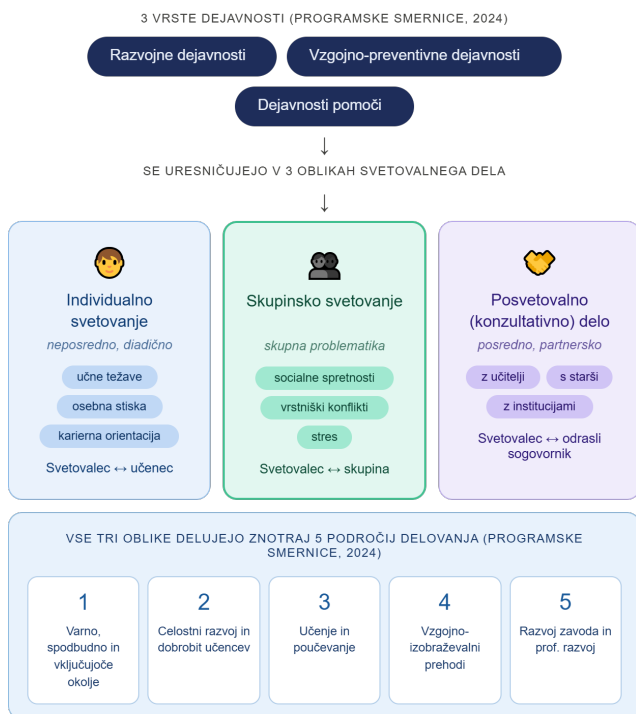 3 VRSTE DEJAVNOSTI (PROGRAMSKE SMERNICE, 2024)
Razvojne dejavnosti
Vzgojno-preventivne dejavnosti
Dejavnosti pomoči
↓
SE URESNIČUJEJO V 3 OBLIKAH SVETOVALNEGA DELA
↓
Individualno
svetovanje
neposredno, diadično
učne težave
osebna stiska
karierna orientacija
Svetovalec ↔ učenec
Skupinsko svetovanje
skupna problematika
socialne spretnosti
vrstniški konflikti
stres
Svetovalec ↔ skupina
Posvetovalno
(konzultativno) delo
posredno, partnersko
z učitelji
s starši
z institucijami
Svetovalec ↔ odrasli
sogovornik
VSE TRI OBLIKE DELUJEJO ZNOTRAJ 5 PODROČIJ DELOVANJA (PROGRAMSKE
SMERNICE, 2024)
1
Varno,
spodbudno in
vključujoče
okolje
2
Celostni razvoj in
dobrobit učencev
3
Učenje in
poučevanje
4
Vzgojno-
izobraževalni
prehodi
5
Razvoj zavoda in
prof. razvoj